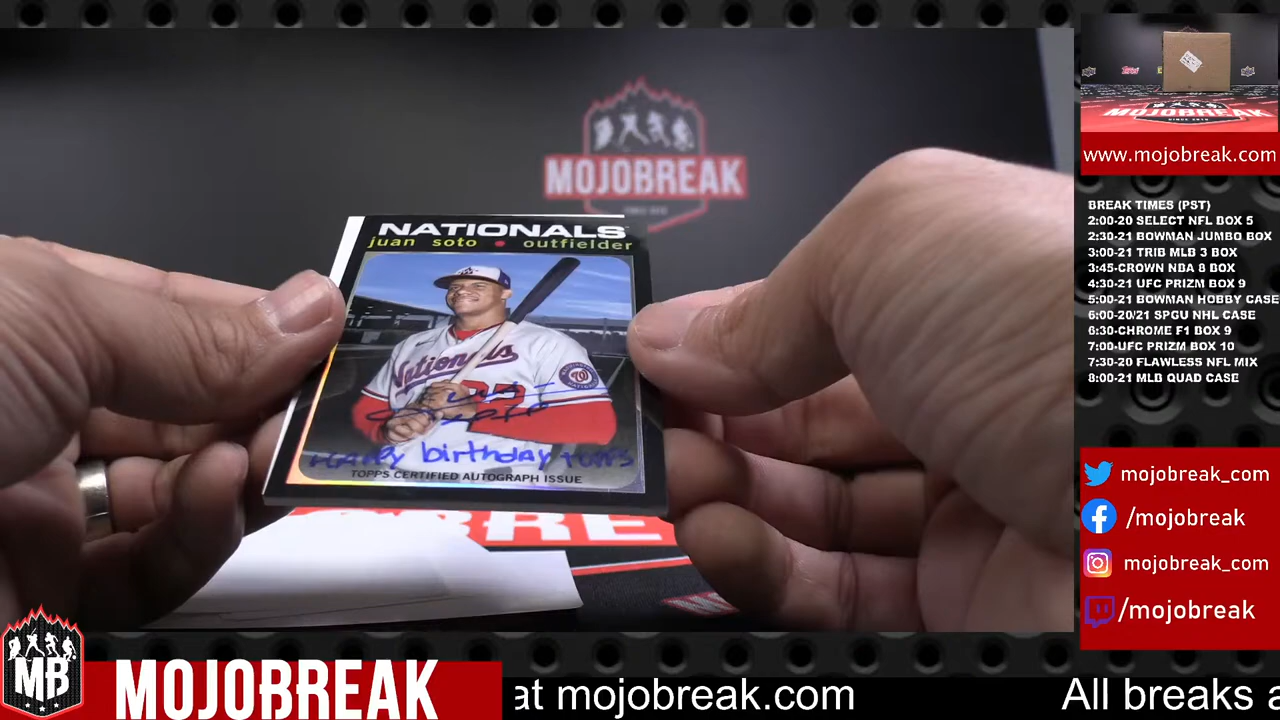 MOJOBREAK
NATIONALS
juan soto • outfielder
Nationals
birthday
TOPPS CERTIFIED AUTOGRAPH ISSUE
MOJOBREAK
www.mojobreak.com
BREAK TIMES (PST)
2:00-20 SELECT NFL BOX 5
2:30-21 BOWMAN JUMBO BOX
3:00-21 TRIB MLB 3 BOX
3:45-CROWN NBA 8 BOX
4:30-21 UFC PRIZM BOX 9
5:00-21 BOWMAN HOBBY CASE
6:00-20/21 SPGU NHL CASE
6:30-CHROME F1 BOX 9
7:00-UFC PRIZM BOX 10
7:30-20 FLAWLESS NFL MIX
8:00-21 MLB QUAD CASE
mojobreak_com
/mojobreak
mojobreak_com
/mojobreak
MB
MOJOBREAK
at mojobreak.com
All breaks a